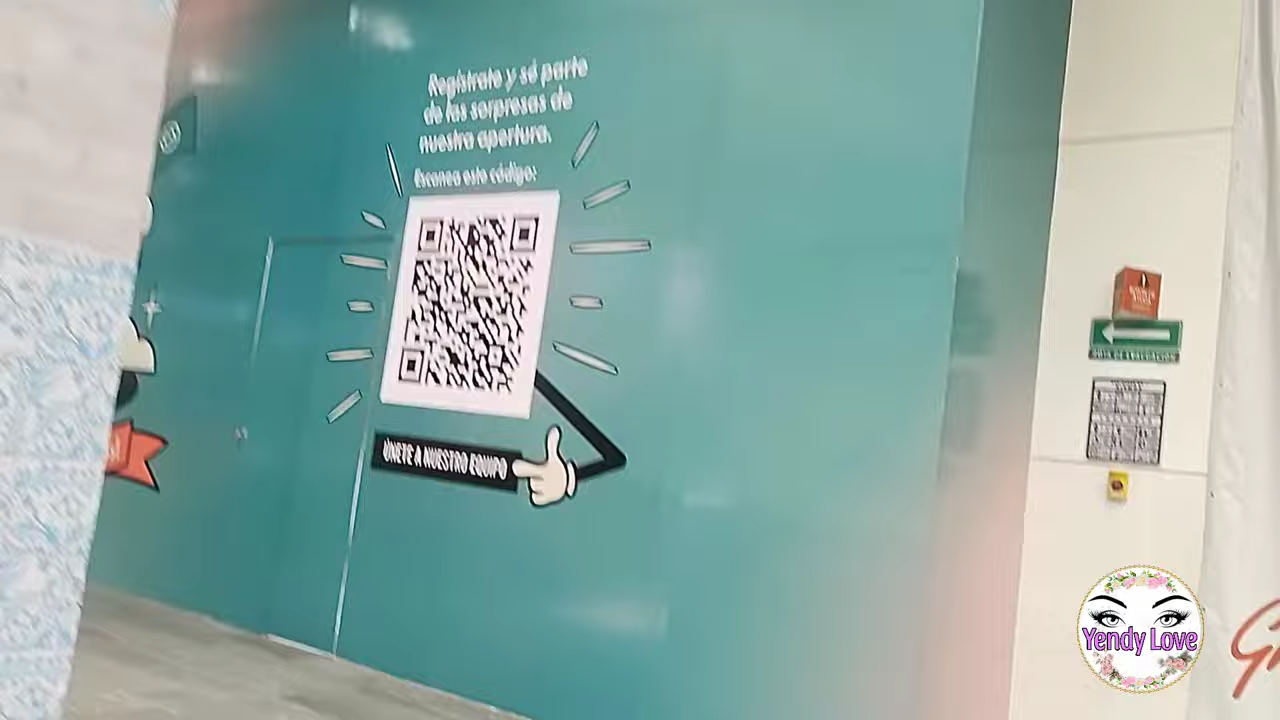 Regístrate y sé parte
de las sorpresas de
nuestra apertura.
Escanea este código:
ÚNETE A NUESTRO EQUIPO
Yendy Love